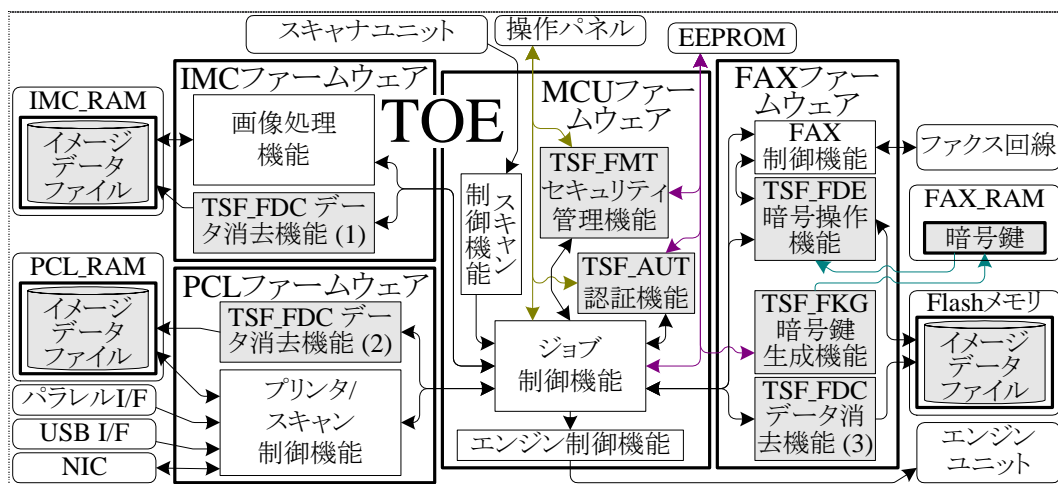 スキャナユニット
操作パネル
EEPROM
IMCファームウェア
TOE
MCUファー
ムウェア
FAXファー
ムウェア
IMC_RAM
イメージ
データ
ファイル
画像処理
機能
TSF_FDC デー
タ消去機能 (1)
スキャン
制御機能
TSF_FMT
セキュリティ
管理機能
TSF_AUT
認証機能
FAX
制御機能
TSF_FDE
暗号操作
機能
ファクス回線
FAX_RAM
暗号鍵
PCL_RAM
イメージ
データ
ファイル
PCLファームウェア
TSF_FDC デー
タ消去機能 (2)
プリンタ/
スキャン
制御機能
ジョブ
制御機能
TSF_FKG
暗号鍵
生成機能
TSF_FDC
データ消
去機能 (3)
Flashメモリ
イメージ
データ
ファイル
パラレルI/F
USB I/F
NIC
エンジン制御機能
エンジン
ユニット